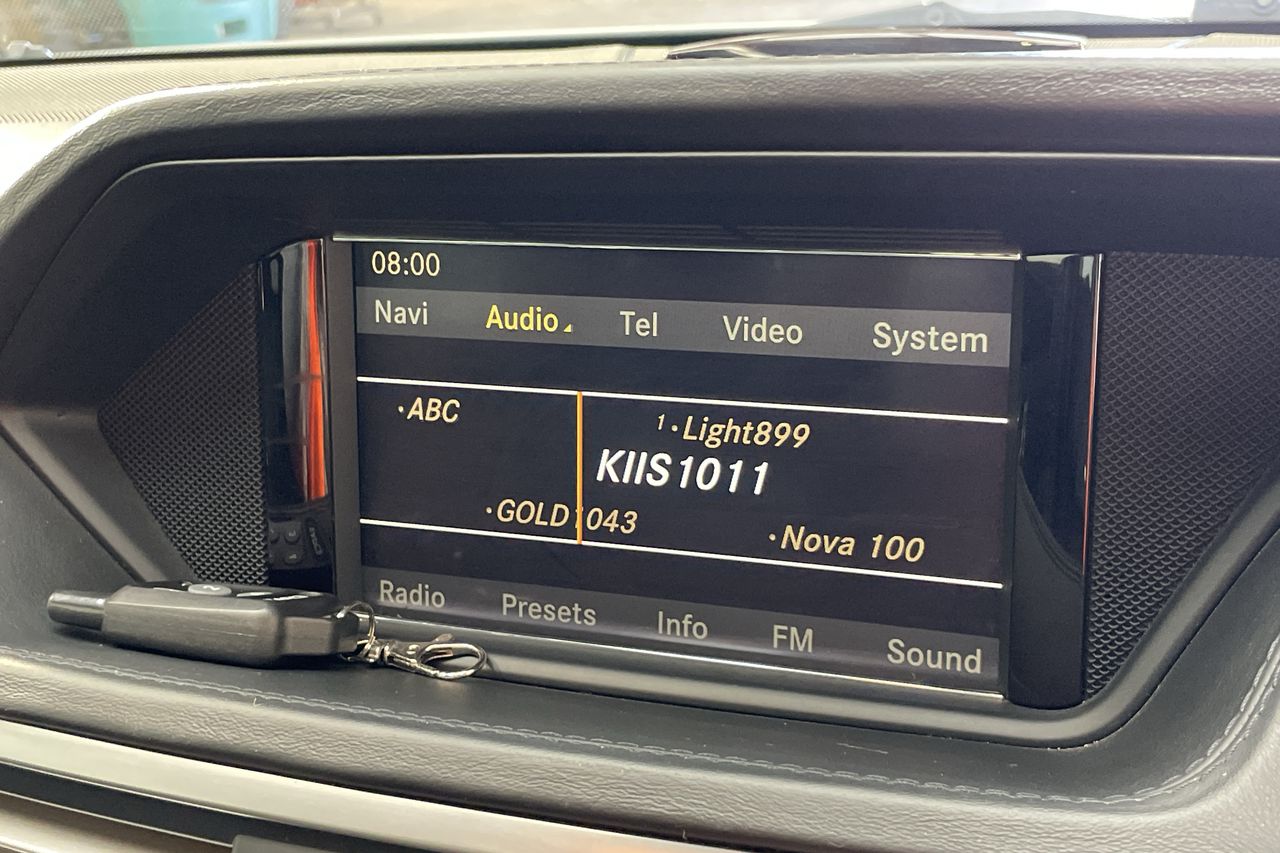 08:00
Navi Audio Tel Video System
·ABC
1·Light899
KIIS1011
·GOLD1043
·Nova 100
Radio Presets Info FM Sound